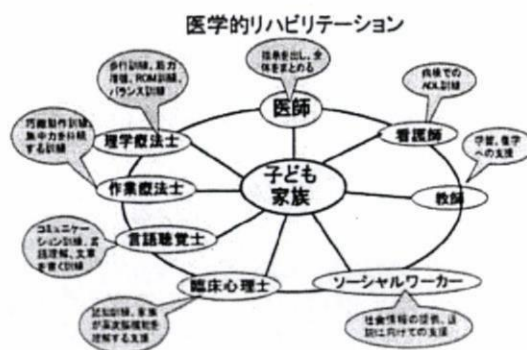 医学的リハビリテーション
指示を出し、全
体をまとめる
医師
歩行訓練、筋力
増強、ROM訓練、
バランス訓練
理学療法士
病棟での
ADL訓練
看護師
巧緻動作訓練、
集中力を持続
する訓練
作業療法士
子ども
家族
学習、復学
への支援
教師
コミュニケー
ション訓練、言
語理解、文章
を書く訓練
言語聴覚士
臨床心理士
認知訓練、家族
が高次脳機能を
理解する支援
ソーシャルワーカー
社会情報の提供、退
院に向けての支援